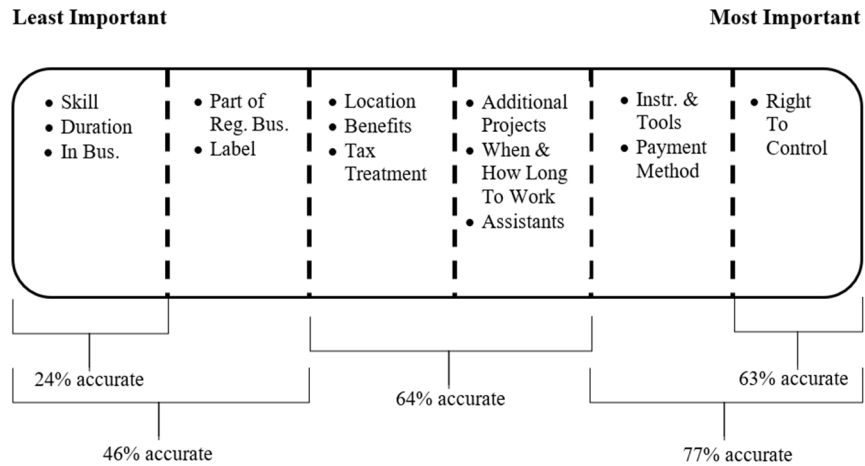 Least Important
Most Important
• Skill
• Duration
• In Bus.
• Part of
Reg. Bus.
• Label
• Location
• Benefits
• Tax
Treatment
• Additional
Projects
• When &
How Long
To Work
• Assistants
• Instr. &
Tools
• Payment
Method
• Right
To
Control
24% accurate
64% accurate
63% accurate
46% accurate
77% accurate